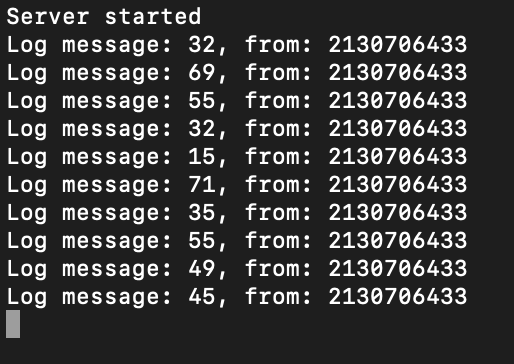 Server started
Log message: 32, from: 2130706433
Log message: 69, from: 2130706433
Log message: 55, from: 2130706433
Log message: 32, from: 2130706433
Log message: 15, from: 2130706433
Log message: 71, from: 2130706433
Log message: 35, from: 2130706433
Log message: 55, from: 2130706433
Log message: 49, from: 2130706433
Log message: 45, from: 2130706433